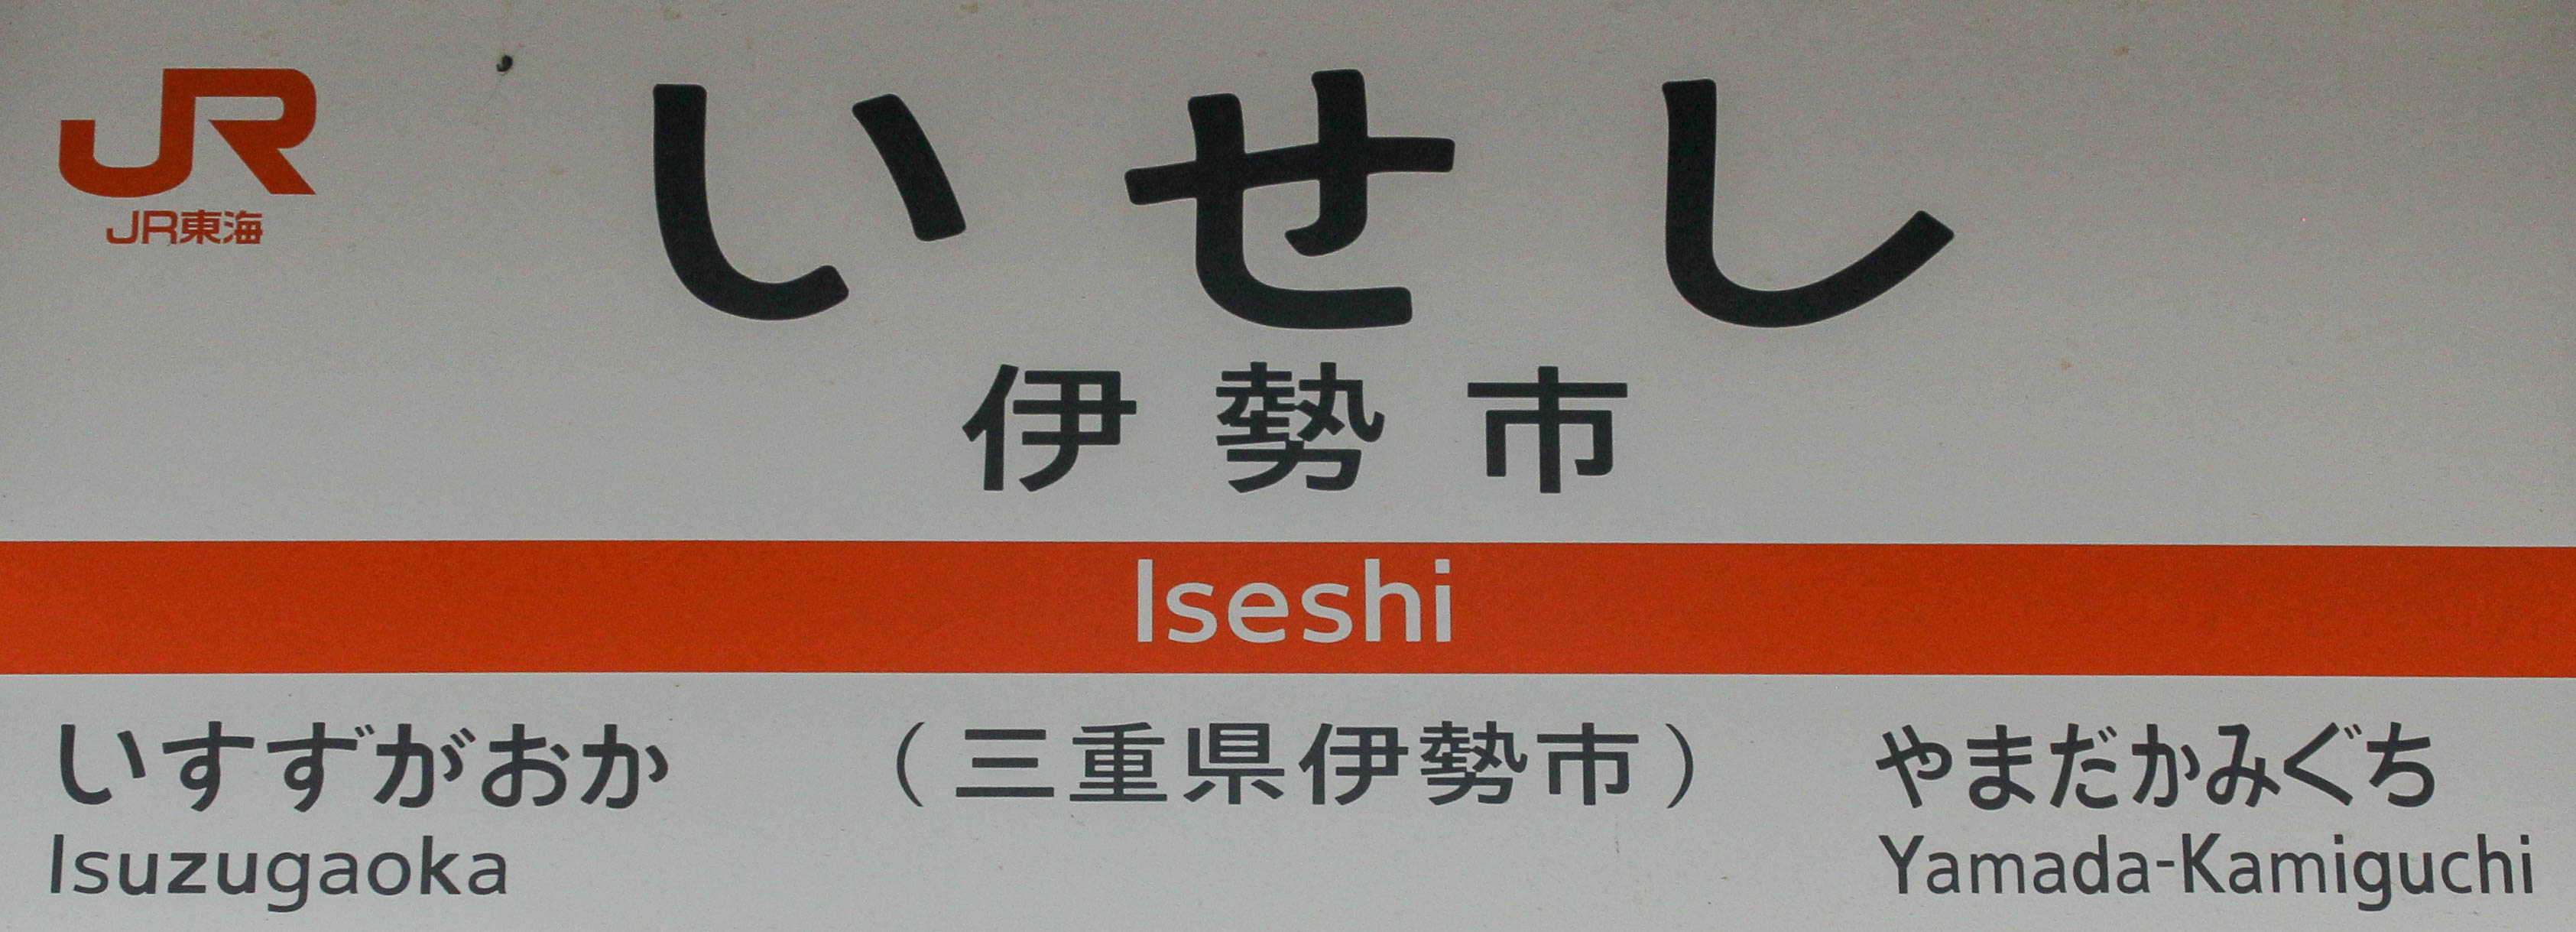 JR
JR東海
いせし
伊勢市
Iseshi
いすずがおか
Isuzugaoka
（三重県伊勢市）
やまだかみぐち
Yamada-Kamiguchi